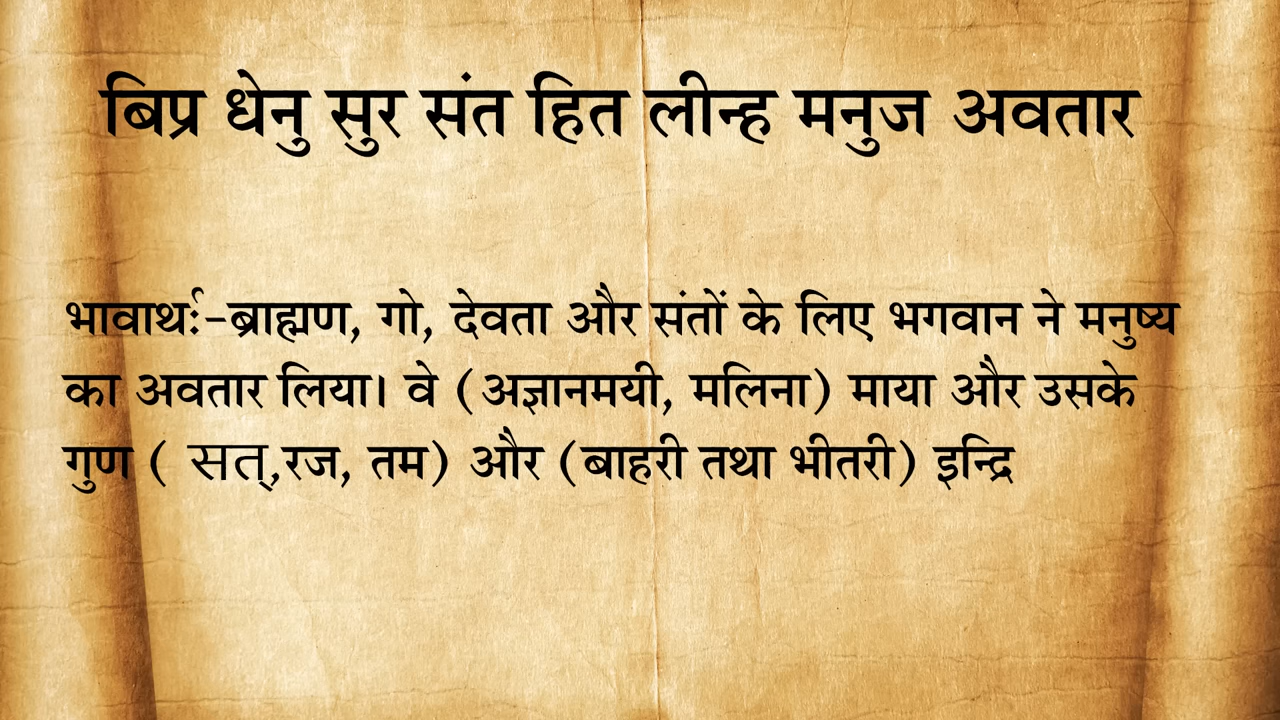 बिप्र धेनु सुर संत हित लीन्ह मनुज अवतार
भावाथर्ः-ब्राह्मण, गो, देवता और संतों के लिए भगवान ने मनुष्य
का अवतार लिया। वे (अज्ञानमयी, मलिना) माया और उसके
गुण ( सत्,रज, तम) और (बाहरी तथा भीतरी) इन्द्रि